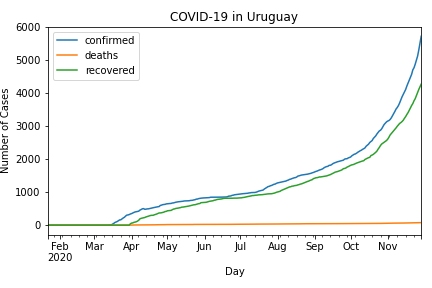 COVID-19 in Uruguay
confirmed
deaths
recovered
Number of Cases
6000
5000
4000
3000
2000
1000
0
Feb Mar Apr May Jun Jul Aug Sep Oct Nov
2020
Day